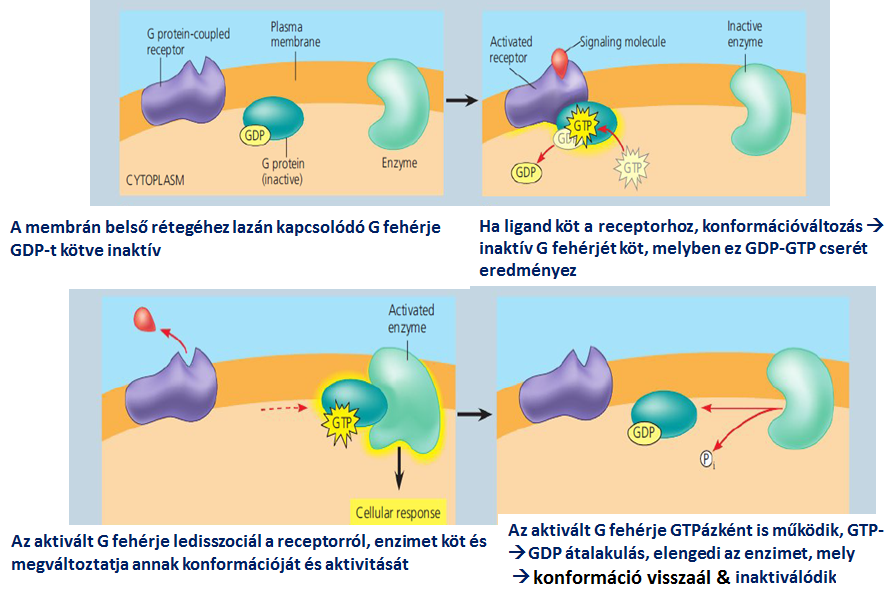 G protein-coupled
receptor
Plasma
membrane
GDP
G protein
(inactive)
Enzyme
CYTOPLASM
Activated
receptor
Signaling molecule
Inactive
enzyme
GTP
GDP
GTP
A membrán belső rétegéhez lazán kapcsolódó G fehérje
GDP-t kötve inaktív
Ha ligand köt a receptorhoz, konformációváltozás →
inaktív G fehérjét köt, melyben ez GDP-GTP cserét
eredményez
Activated
enzyme
GTP
Cellular response
GDP
Pi
Az aktivált G fehérje ledisszociál a receptorról, enzimet köt és
megváltoztatja annak konformációját és aktivitását
Az aktivált G fehérje GTPázként is működik, GTP-
→GDP átalakulás, elengedi az enzimet, mely
→konformáció visszaál & inaktiválódik